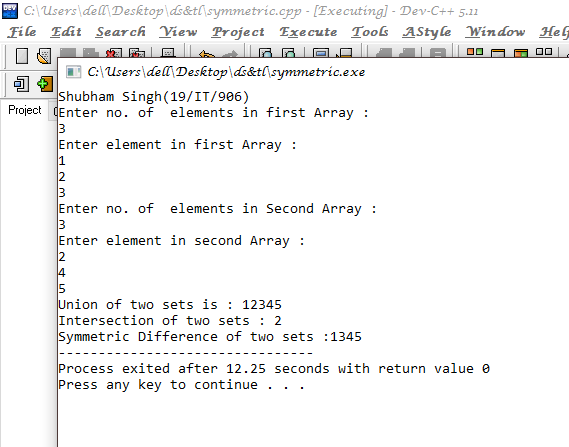 C:\Users\dell\Desktop\ds&tl\symmetric.cpp - [Executing] - Dev-C++ 5.11
File Edit Search View Project Execute Tools AStyle Window Help
C:\Users\dell\Desktop\ds&tl\symmetric.exe
Project
Shubham Singh(19/IT/906)
Enter no. of  elements in first Array :
3
Enter element in first Array :
1
2
3
Enter no. of  elements in Second Array :
3
Enter element in second Array :
2
4
5
Union of two sets is : 12345
Intersection of two sets : 2
Symmetric Difference of two sets :1345
--------------------------------
Process exited after 12.25 seconds with return value 0
Press any key to continue . . .